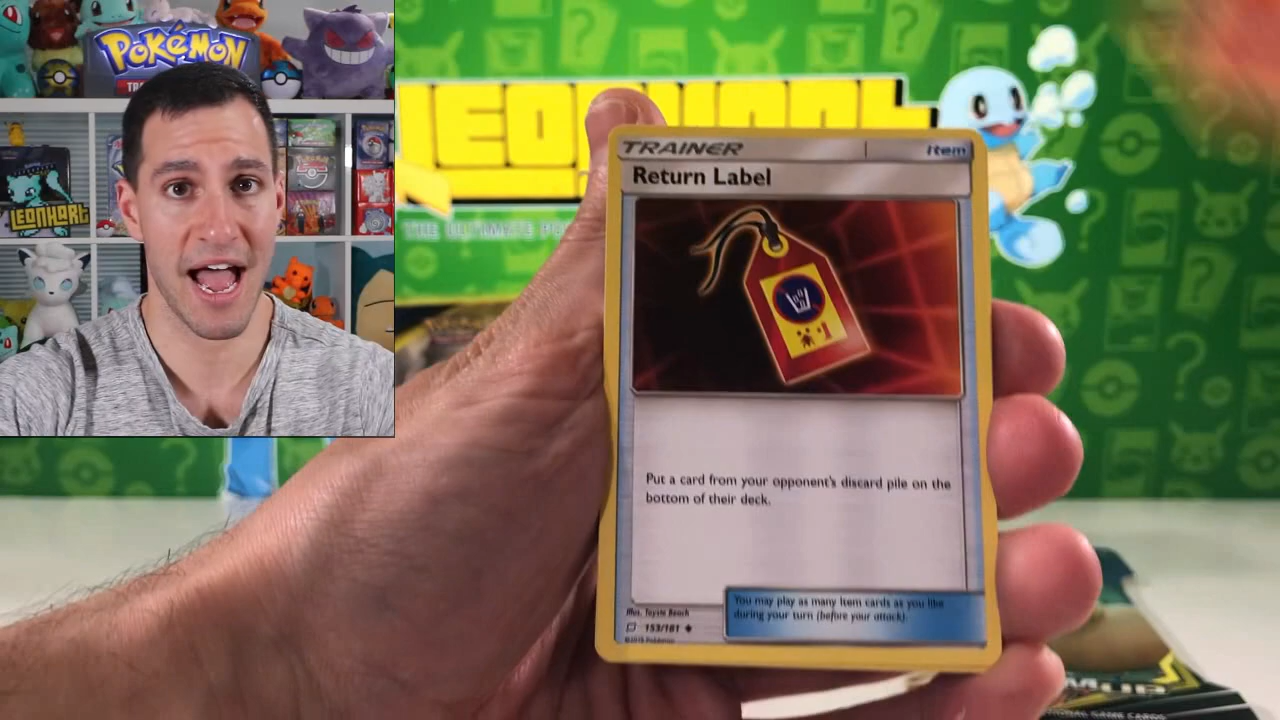 POKéMON
LEONHART
TRAINER
Item
Return Label
Put a card from your opponent's discard pile on the
bottom of their deck.
You may play as many Item cards as you like
during your turn (before your attack).
Illus. Toyste Beach
153/181
©2019 Pokémon